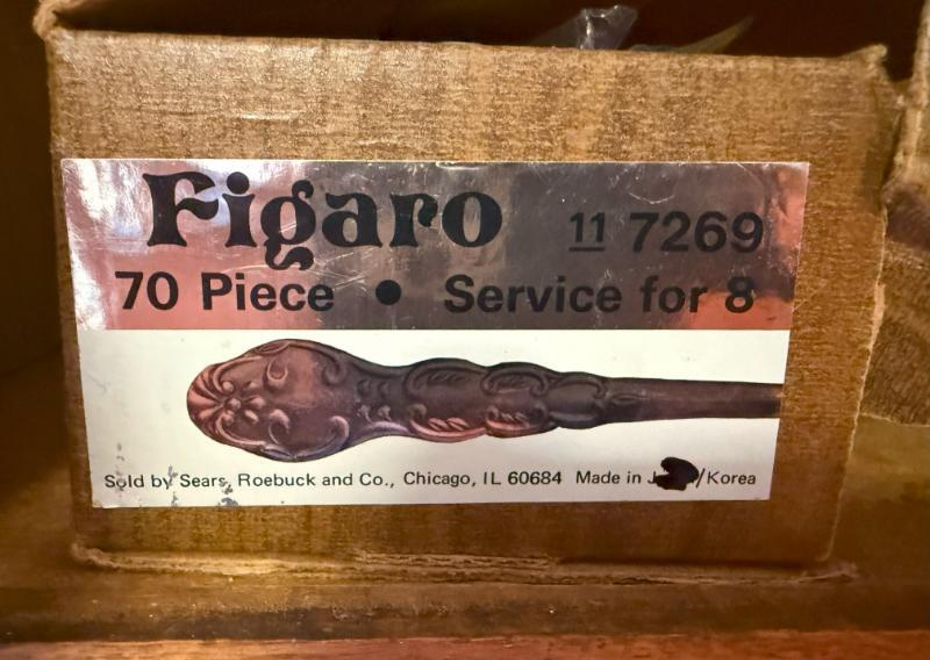 Figaro 11 7269
70 Piece • Service for 8
Sold by Sears, Roebuck and Co., Chicago, IL 60684 Made in /Korea